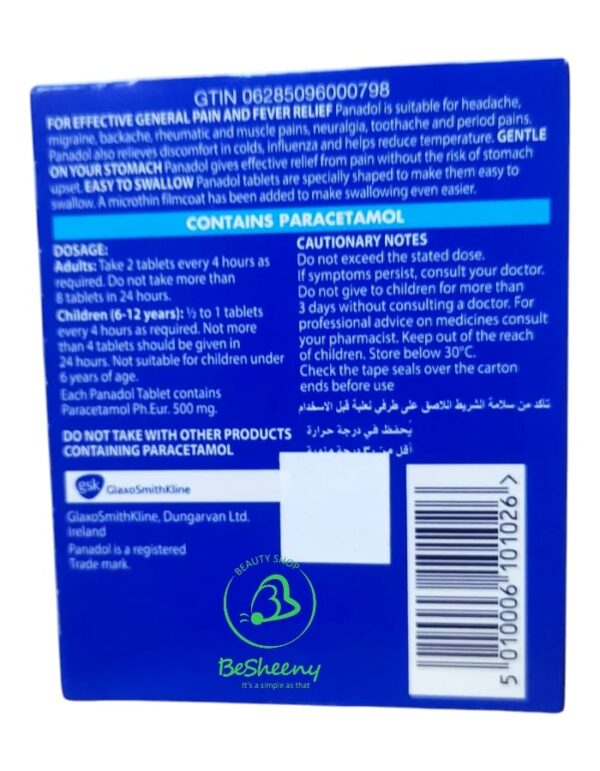 GTIN 06285096000798
FOR EFFECTIVE GENERAL PAIN AND FEVER RELIEF Panadol is suitable for headache,
migraine, backache, rheumatic and muscle pains, neuralgia, toothache and period pains.
Panadol also relieves discomfort in colds, influenza and helps reduce temperature. GENTLE
ON YOUR STOMACH Panadol gives effective relief from pain without the risk of stomach
upset. EASY TO SWALLOW Panadol tablets are specially shaped to make them easy to
swallow. A microthin filmcoat has been added to make swallowing even easier.
CONTAINS PARACETAMOL
DOSAGE:
Adults: Take 2 tablets every 4 hours as
required. Do not take more than
8 tablets in 24 hours.
Children (6-12 years): ½ to 1 tablets
every 4 hours as required. Not more
than 4 tablets should be given in
24 hours. Not suitable for children under
6 years of age.
Each Panadol Tablet contains
Paracetamol Ph.Eur. 500 mg.
DO NOT TAKE WITH OTHER PRODUCTS
CONTAINING PARACETAMOL
CAUTIONARY NOTES
Do not exceed the stated dose.
If symptoms persist, consult your doctor.
Do not give to children for more than
3 days without consulting a doctor. For
professional advice on medicines consult
your pharmacist. Keep out of the reach
of children. Store below 30°C.
Check the tape seals over the carton
ends before use
تأكد من سلامة الشريط اللاصق على طرفي لعلبة قبل الاستخدام
يُحتفظ في درجة حرارة
أقل من ٣٠ درجة مئوية
gsk GlaxoSmithKline
GlaxoSmithKline, Dungarvan Ltd.
Ireland
Panadol is a registered
Trade mark.
BEAUTY SHOP
BeSheeny
It's a simple as that
5 010006 101026 >